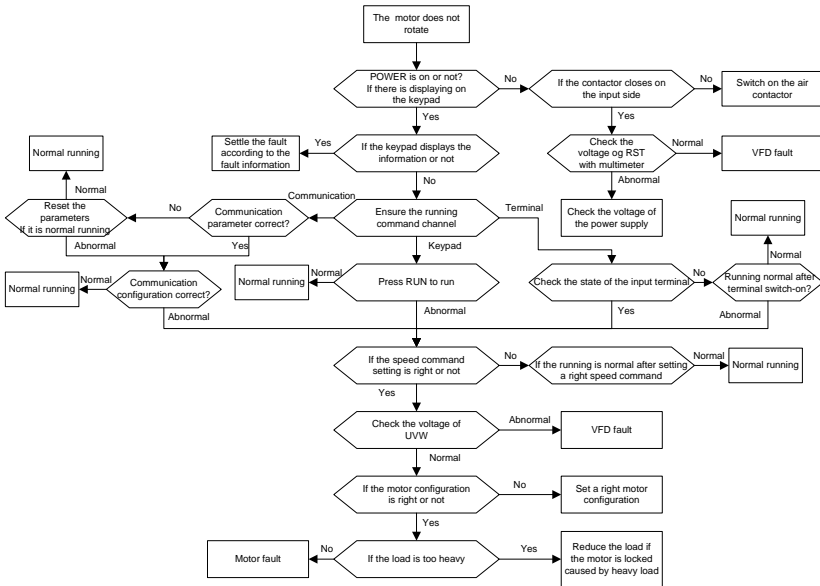 The motor does not
rotate
POWER is on or not?
If there is displaying on
the keypad
No
If the contactor closes on
the input side
No
Switch on the air
contactor
Yes
Yes
Settle the fault
according to the
fault information
Yes
If the keypad displays the
information or not
Check the
voltage og RST
with multimeter
Normal
VFD fault
Normal running
Normal
No
Abnormal
Communication
Reset the
parameters
If it is normal running
No
Communication
parameter correct?
Ensure the running
command channel
Terminal
Check the voltage of
the power supply
Normal running
Abnormal
Yes
Keypad
Normal
Normal running
Normal
Communication
configuration correct?
Normal running
Normal
Press RUN to run
Check the state of the input terminal
No
Running normal after
terminal switch-on?
Abnormal
Abnormal
Yes
Abnormal
If the speed command
setting is right or not
No
If the running is normal after setting
a right speed command
Normal
Normal running
Yes
Check the voltage of
UVW
Abnormal
VFD fault
Normal
If the motor configuration
is right or not
No
Set a right motor
configuration
Yes
Motor fault
No
If the load is too heavy
Yes
Reduce the load if
the motor is locked
caused by heavy load